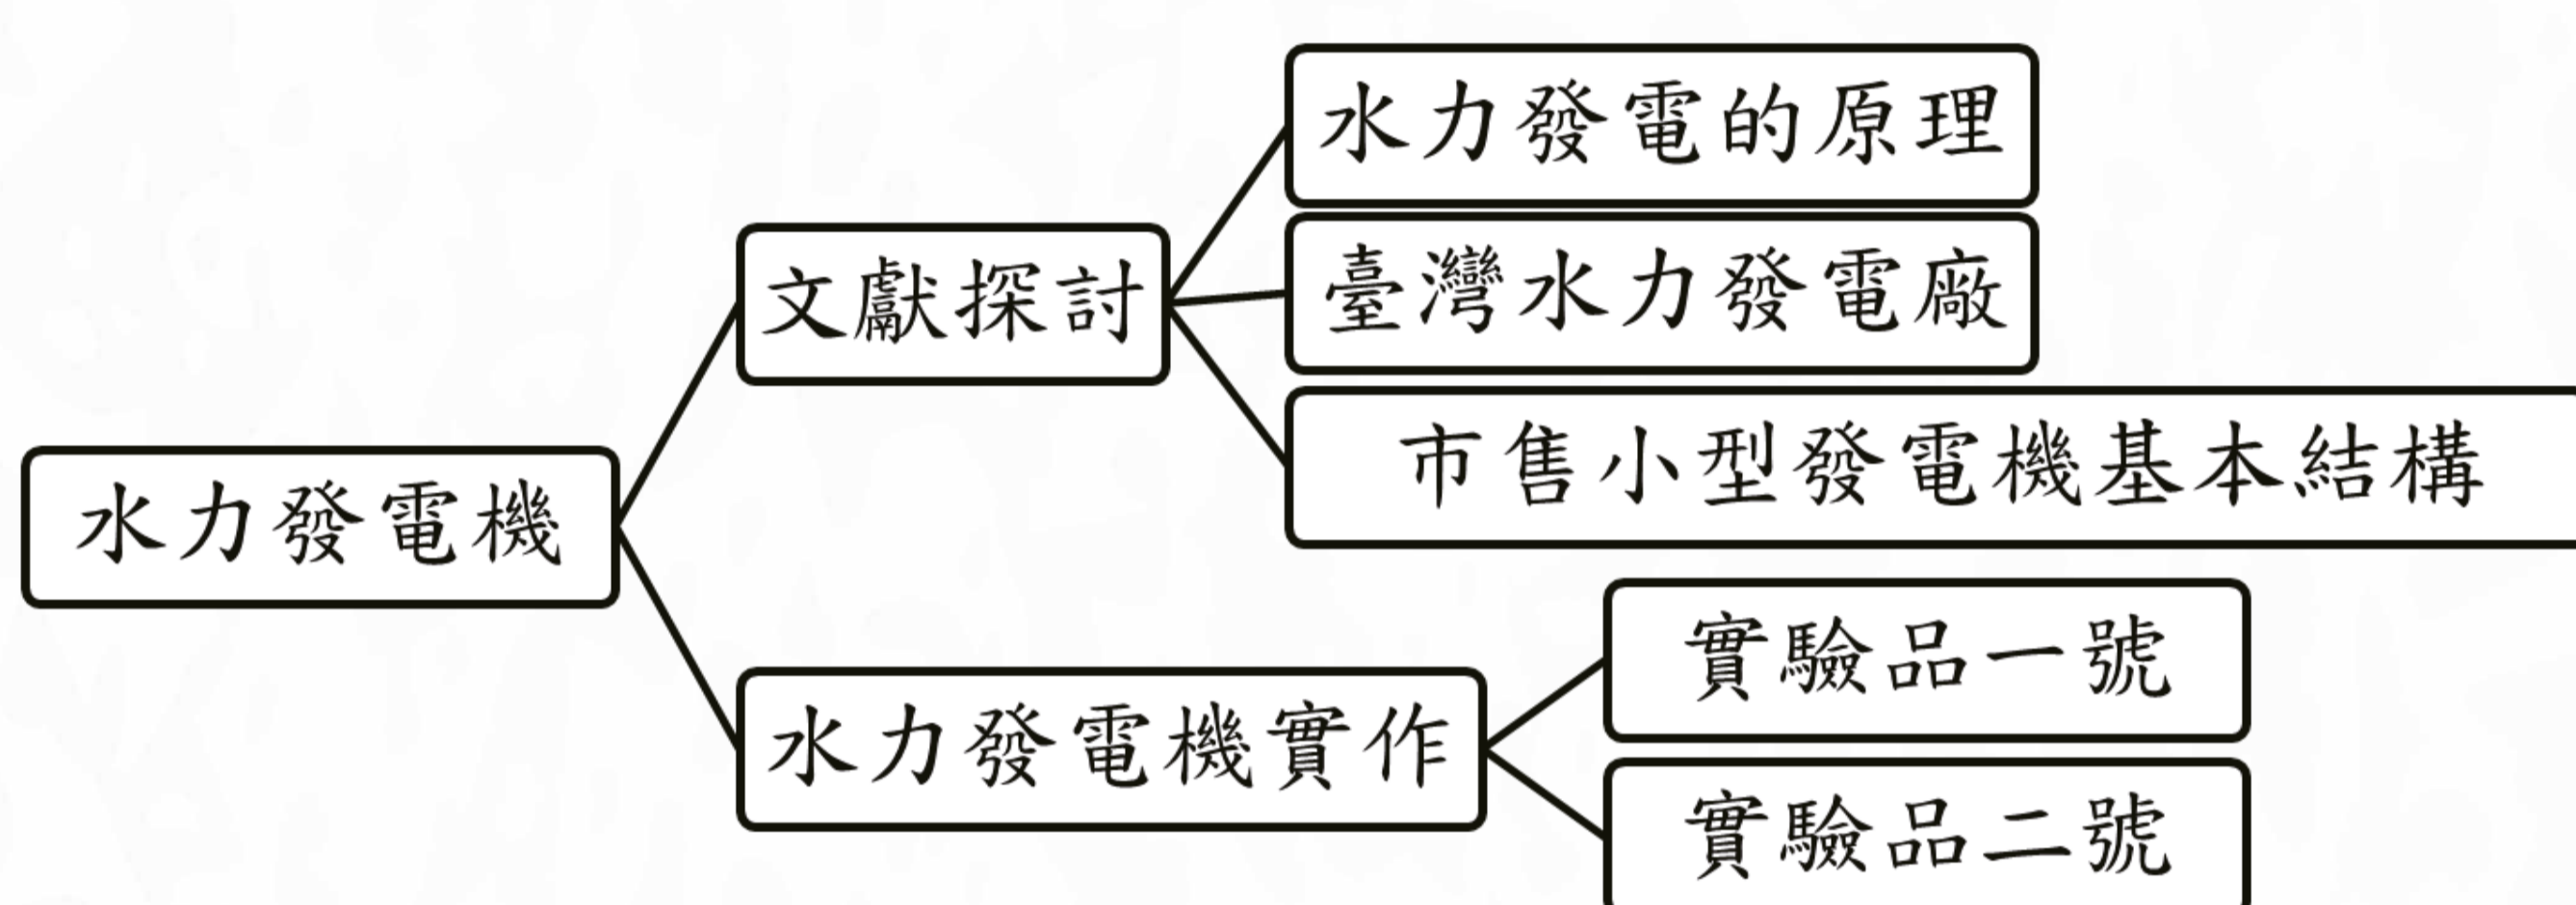 水力發電機
文獻探討
水力發電的原理
臺灣水力發電廠
市售小型發電機基本結構
水力發電機實作
實驗品一號
實驗品二號